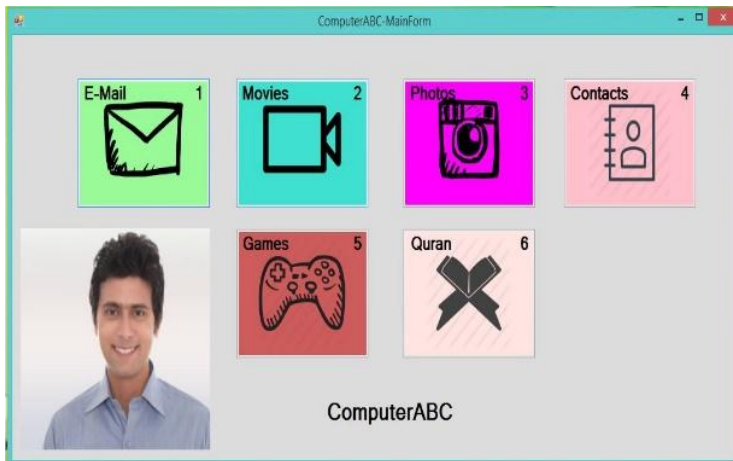 ComputerABC-MainForm
E-Mail 1
Movies 2
Photos 3
Contacts 4
Games 5
Quran 6
ComputerABC